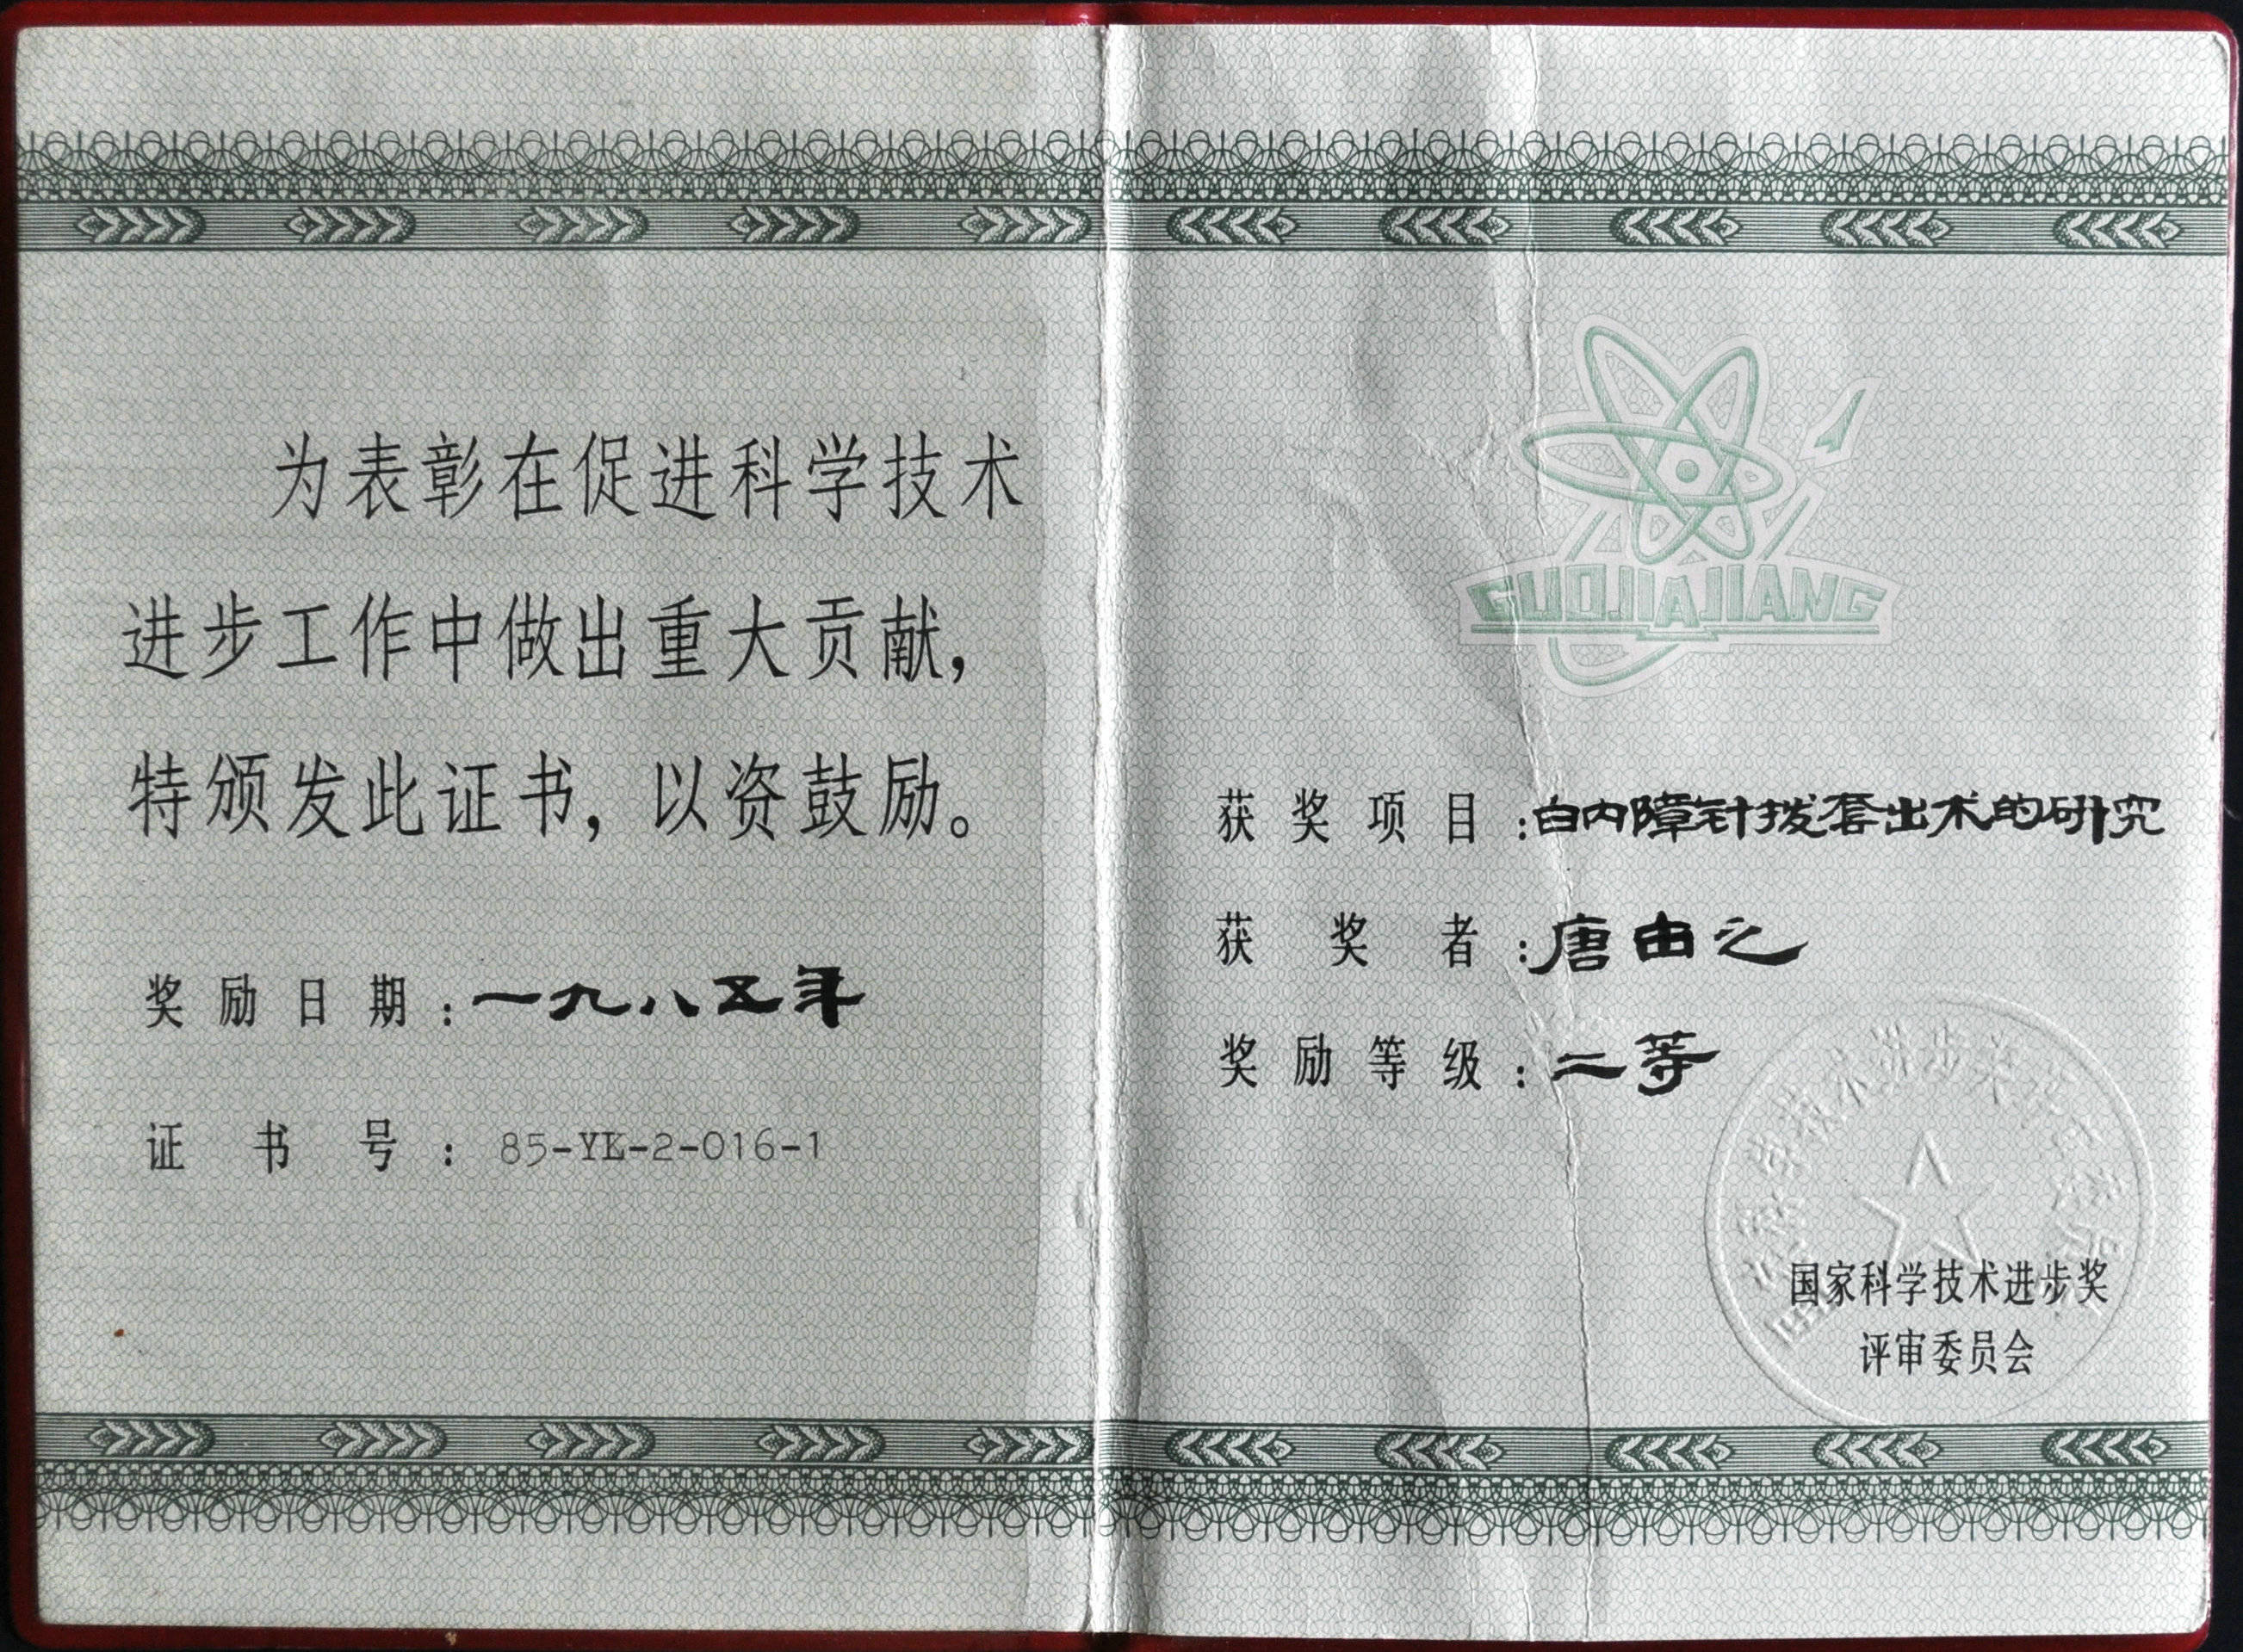 为表彰在促进科学技术
进步工作中做出重大贡献，
特颁发此证书，以资鼓励。
奖励日期：一九八五年
证书号：85-YK-2-016-1
GUOJIAJIANG
获奖项目：白内障针拨套出术的研究
获奖者：唐由之
奖励等级：二等
国家科学技术进步奖
评审委员会